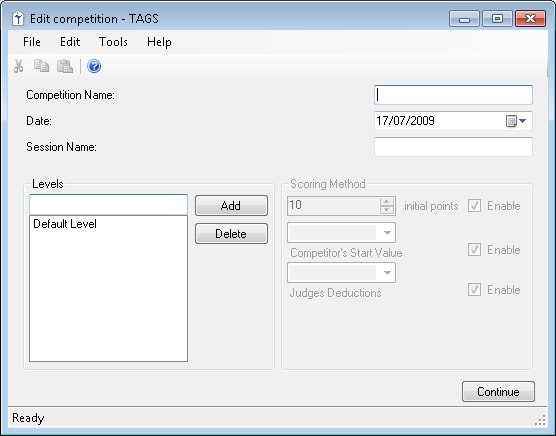 Edit competition - TAGS
File Edit Tools Help
Competition Name:
Date: 17/07/2009
Session Name:
Levels
Add
Default Level
Delete
Scoring Method
10 initial points Enable
Competitor's Start Value Enable
Judges Deductions Enable
Continue
Ready